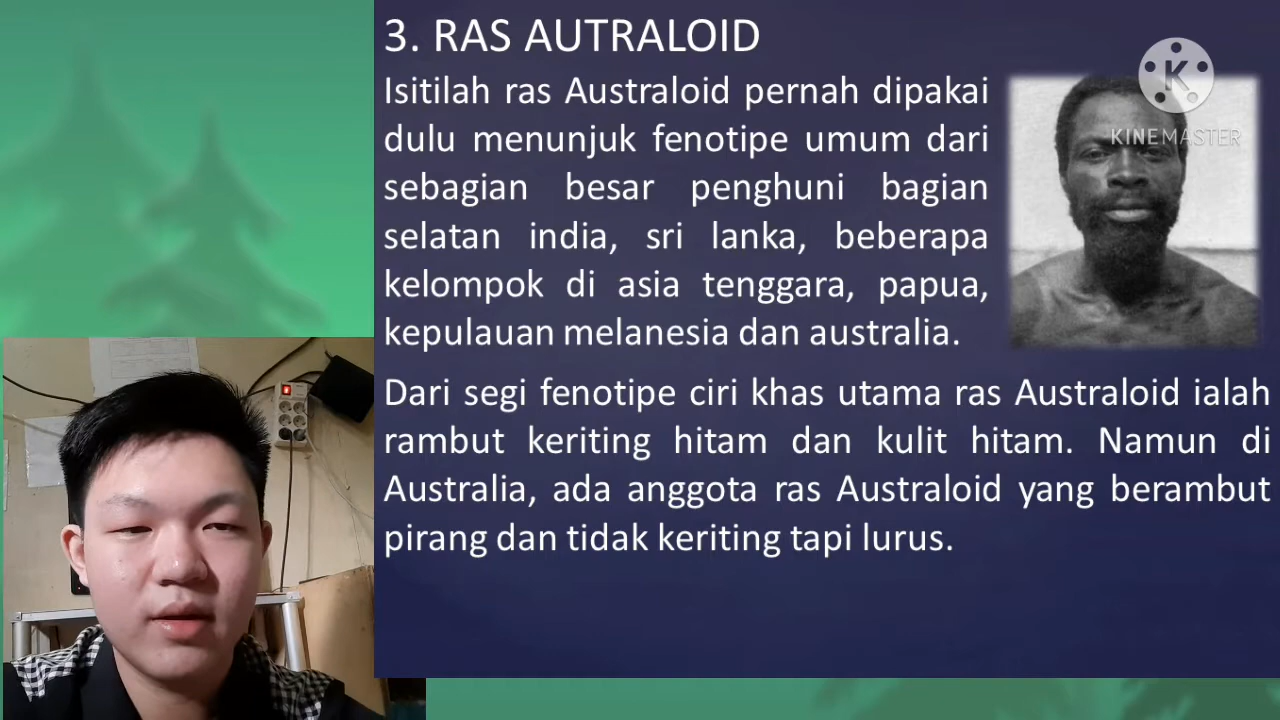 3. RAS AUTRALOID
Isitilah ras Australoid pernah dipakai
dulu menunjuk fenotipe umum dari
sebagian besar penghuni bagian
selatan india, sri lanka, beberapa
kelompok di asia tenggara, papua,
kepulauan melanesia dan australia.
K
KINEMASTER
Dari segi fenotipe ciri khas utama ras Australoid ialah
rambut keriting hitam dan kulit hitam. Namun di
Australia, ada anggota ras Australoid yang berambut
pirang dan tidak keriting tapi lurus.